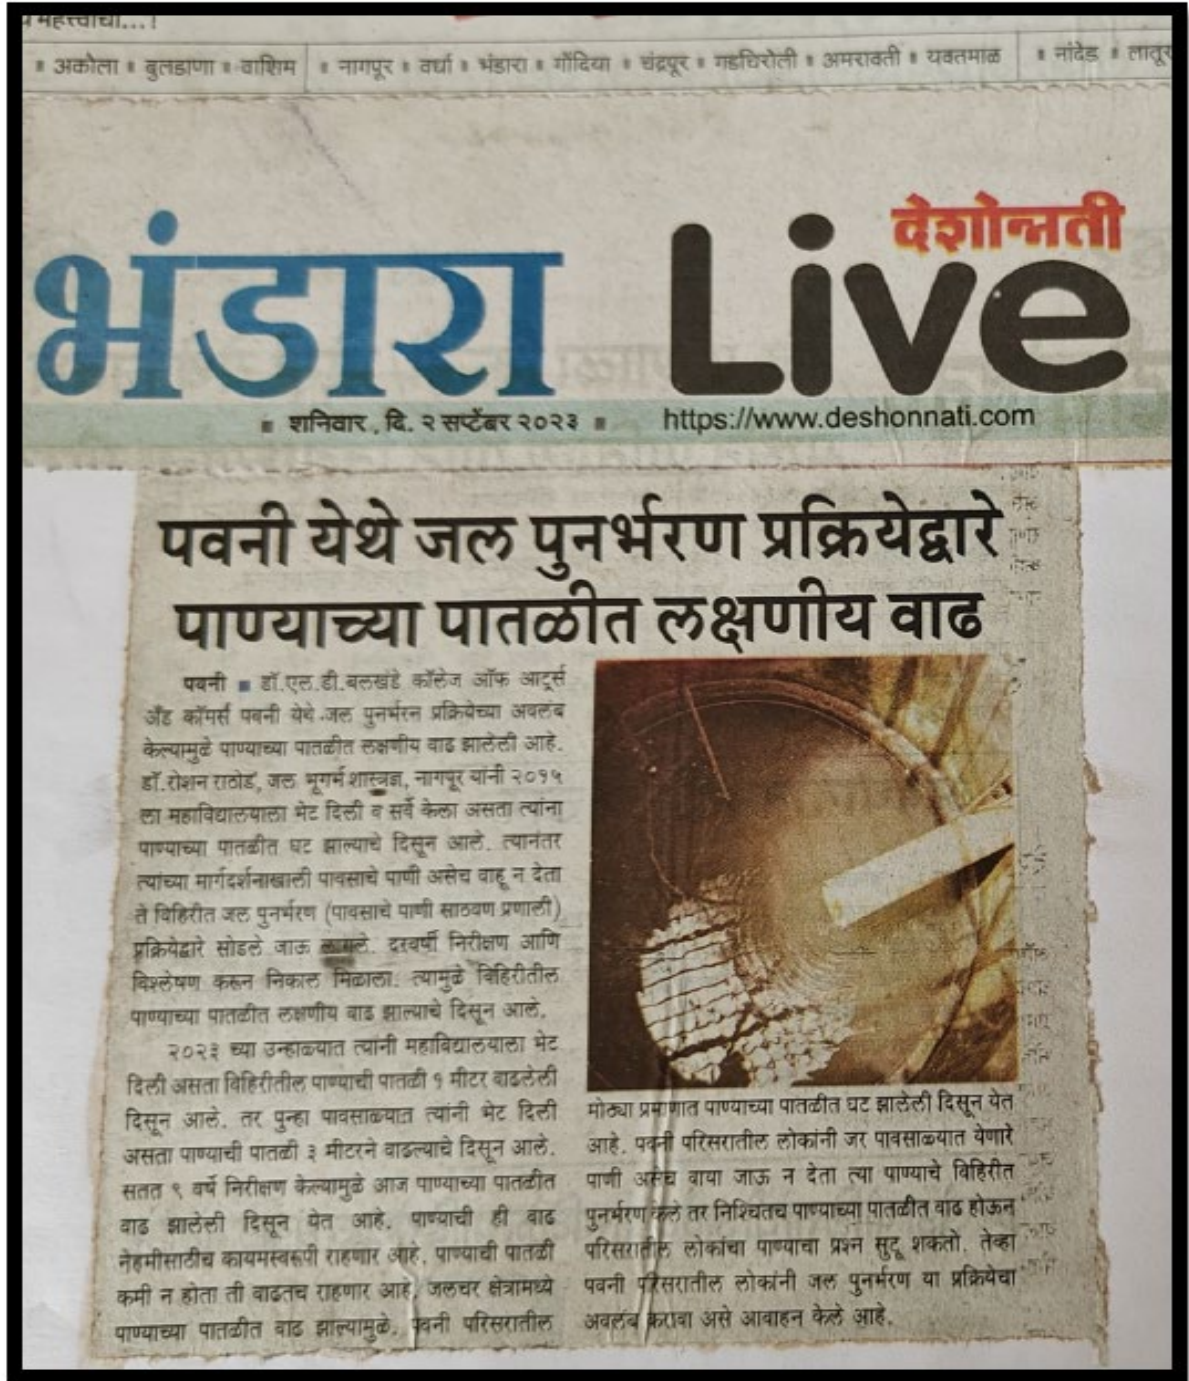 महत्त्वाचा...!
▪ अकोला ▪ बुलडाणा ▪ वाशिम ▪ नागपूर ▪ वर्धा ▪ भंडारा ▪ गोंदिया ▪ चंद्रपूर ▪ गडचिरोली ▪ अमरावती ▪ यवतमाळ ▪ नांदेड ▪ लातूर
देशोन्नती
भंडारा Live
▪ शनिवार, दि. २ सप्टेंबर २०२३ ▪ https://www.deshonnati.com
पवनी येथे जल पुनर्भरण प्रक्रियेद्वारे
पाण्याच्या पातळीत लक्षणीय वाढ
पवनी ▪ डॉ.एल.डी.बलखंडे कॉलेज ऑफ आर्ट्स
अँड कॉमर्स पवनी येथे जल पुनर्भरन प्रक्रियेच्या अवलंब
केल्यामुळे पाण्याच्या पातळीत लक्षणीय वाढ झालेली आहे.
डॉ.रोशन राठोड, जल भूगर्भ शास्त्रज्ञ, नागपूर यांनी २०१५
ला महाविद्यालयाला भेट दिली व सर्वे केला असता त्यांना
पाण्याच्या पातळीत घट झाल्याचे दिसून आले. त्यानंतर
त्यांच्या मार्गदर्शनाखाली पावसाचे पाणी असेच वाहू न देता
ते विहिरीत जल पुनर्भरण (पावसाचे पाणी साठवण प्रणाली)
प्रक्रियेद्वारे सोडले जाऊ लागले. दरवर्षी निरीक्षण आणि
विश्लेषण करून निकाल मिळाला. त्यामुळे विहिरीतील
पाण्याच्या पातळीत लक्षणीय वाढ झाल्याचे दिसून आले.
२०२३ च्या उन्हाळ्यात त्यांनी महाविद्यालयाला भेट
दिली असता विहिरीतील पाण्याची पातळी १ मीटर वाढलेली
दिसून आले. तर पुन्हा पावसाळ्यात त्यांनी भेट दिली
असता पाण्याची पातळी ३ मीटरने वाढल्याचे दिसून आले.
सतत ९ वर्षे निरीक्षण केल्यामुळे आज पाण्याच्या पातळीत
वाढ झालेली दिसून येत आहे. पाण्याची ही वाढ
नेहमीसाठीच कायमस्वरूपी राहणार आहे. पाण्याची पातळी
कमी न होता ती वाढतच राहणार आहे. जलचर क्षेत्रामध्ये
पाण्याच्या पातळीत वाढ झाल्यामुळे. पवनी परिसरातील
मोठ्या प्रमाणात पाण्याच्या पातळीत घट झालेली दिसून येत
आहे. पवनी परिसरातील लोकांनी जर पावसाळ्यात येणारे
पाणी असेच वाया जाऊ न देता त्या पाण्याचे विहिरीत
पुनर्भरण केले तर निश्चितच पाण्याच्या पातळीत वाढ होऊन
परिसरातील लोकांचा पाण्याचा प्रश्न सुटू शकतो. तेव्हा
पवनी परिसरातील लोकांनी जल पुनर्भरण या प्रक्रियेचा
अवलंब करावा असे आवाहन केले आहे.